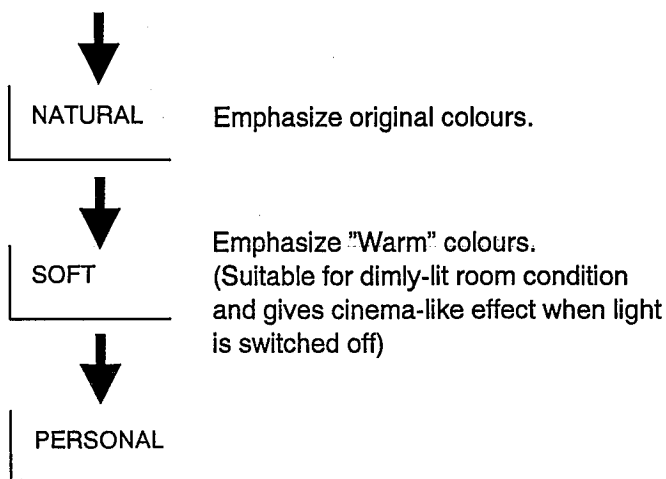 NATURAL Emphasize original colours.
SOFT Emphasize "Warm" colours.
(Suitable for dimly-lit room condition
and gives cinema-like effect when light
is switched off)
PERSONAL